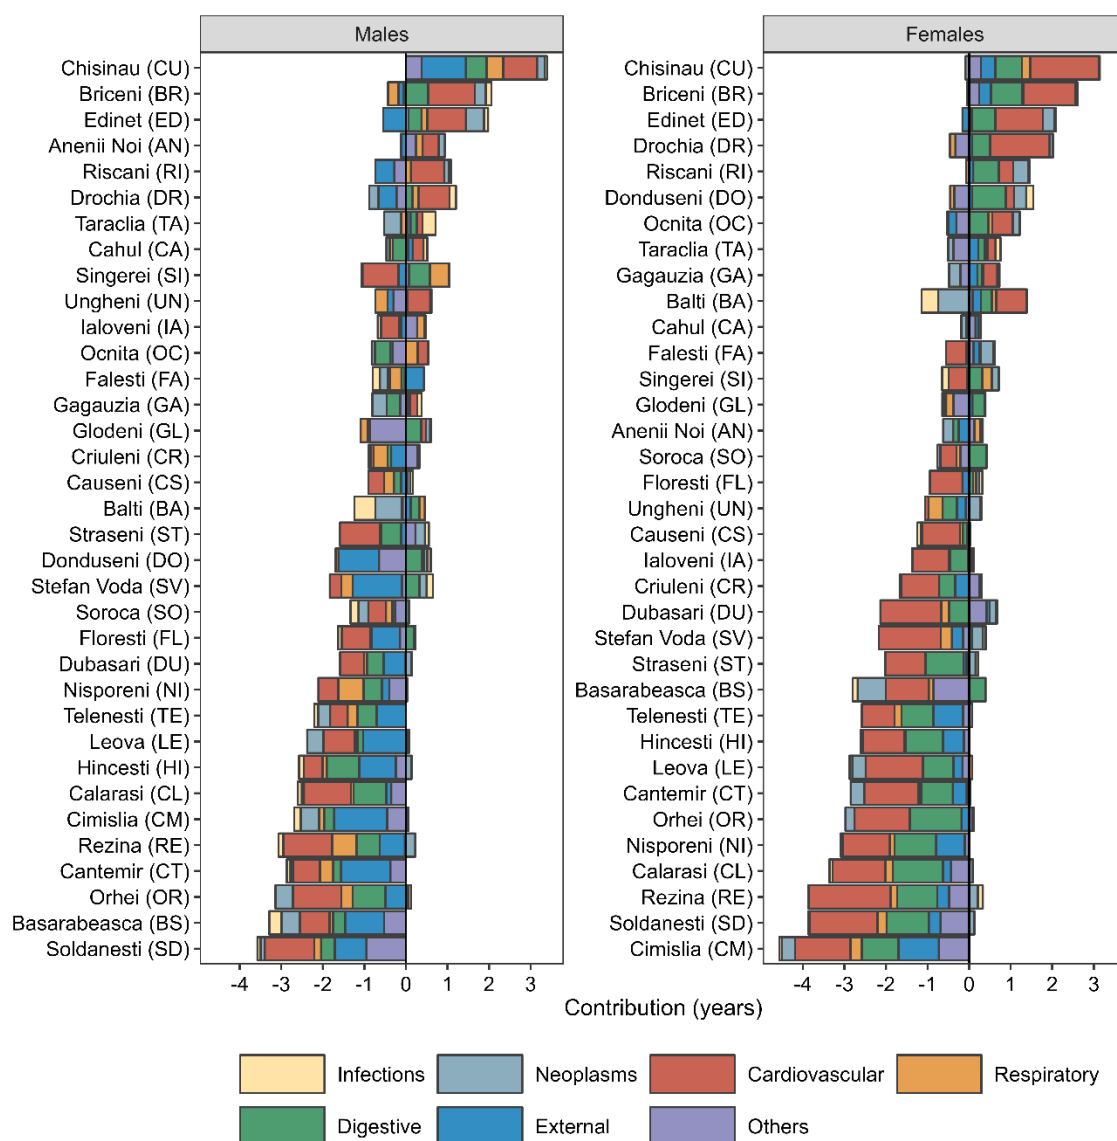 Males
Chisinau (CU)
Briceni (BR)
Edinet (ED)
Anenii Noi (AN)
Riscani (RI)
Drochia (DR)
Taraclia (TA)
Cahul (CA)
Singerei (SI)
Ungheni (UN)
Ialoveni (IA)
Ocnita (OC)
Falesti (FA)
Gagauzia (GA)
Glodeni (GL)
Criuleni (CR)
Causeni (CS)
Balti (BA)
Straseni (ST)
Donduseni (DO)
Stefan Voda (SV)
Soroca (SO)
Floresti (FL)
Dubasari (DU)
Nisporeni (NI)
Telenesti (TE)
Leova (LE)
Hincesti (HI)
Calarasi (CL)
Cimislia (CM)
Rezina (RE)
Cantemir (CT)
Orhei (OR)
Basarabeasca (BS)
Soldanesti (SD)
-4 -3 -2 -1 0 1 2 3
Females
Chisinau (CU)
Briceni (BR)
Edinet (ED)
Drochia (DR)
Riscani (RI)
Donduseni (DO)
Ocnita (OC)
Taraclia (TA)
Gagauzia (GA)
Balti (BA)
Cahul (CA)
Falesti (FA)
Singerei (SI)
Glodeni (GL)
Anenii Noi (AN)
Soroca (SO)
Floresti (FL)
Ungheni (UN)
Causeni (CS)
Ialoveni (IA)
Criuleni (CR)
Dubasari (DU)
Stefan Voda (SV)
Straseni (ST)
Basarabeasca (BS)
Telenesti (TE)
Hincesti (HI)
Leova (LE)
Cantemir (CT)
Orhei (OR)
Nisporeni (NI)
Calarasi (CL)
Rezina (RE)
Soldanesti (SD)
Cimislia (CM)
-4 -3 -2 -1 0 1 2 3
Contribution (years)
Infections Neoplasms Cardiovascular Respiratory
Digestive External Others